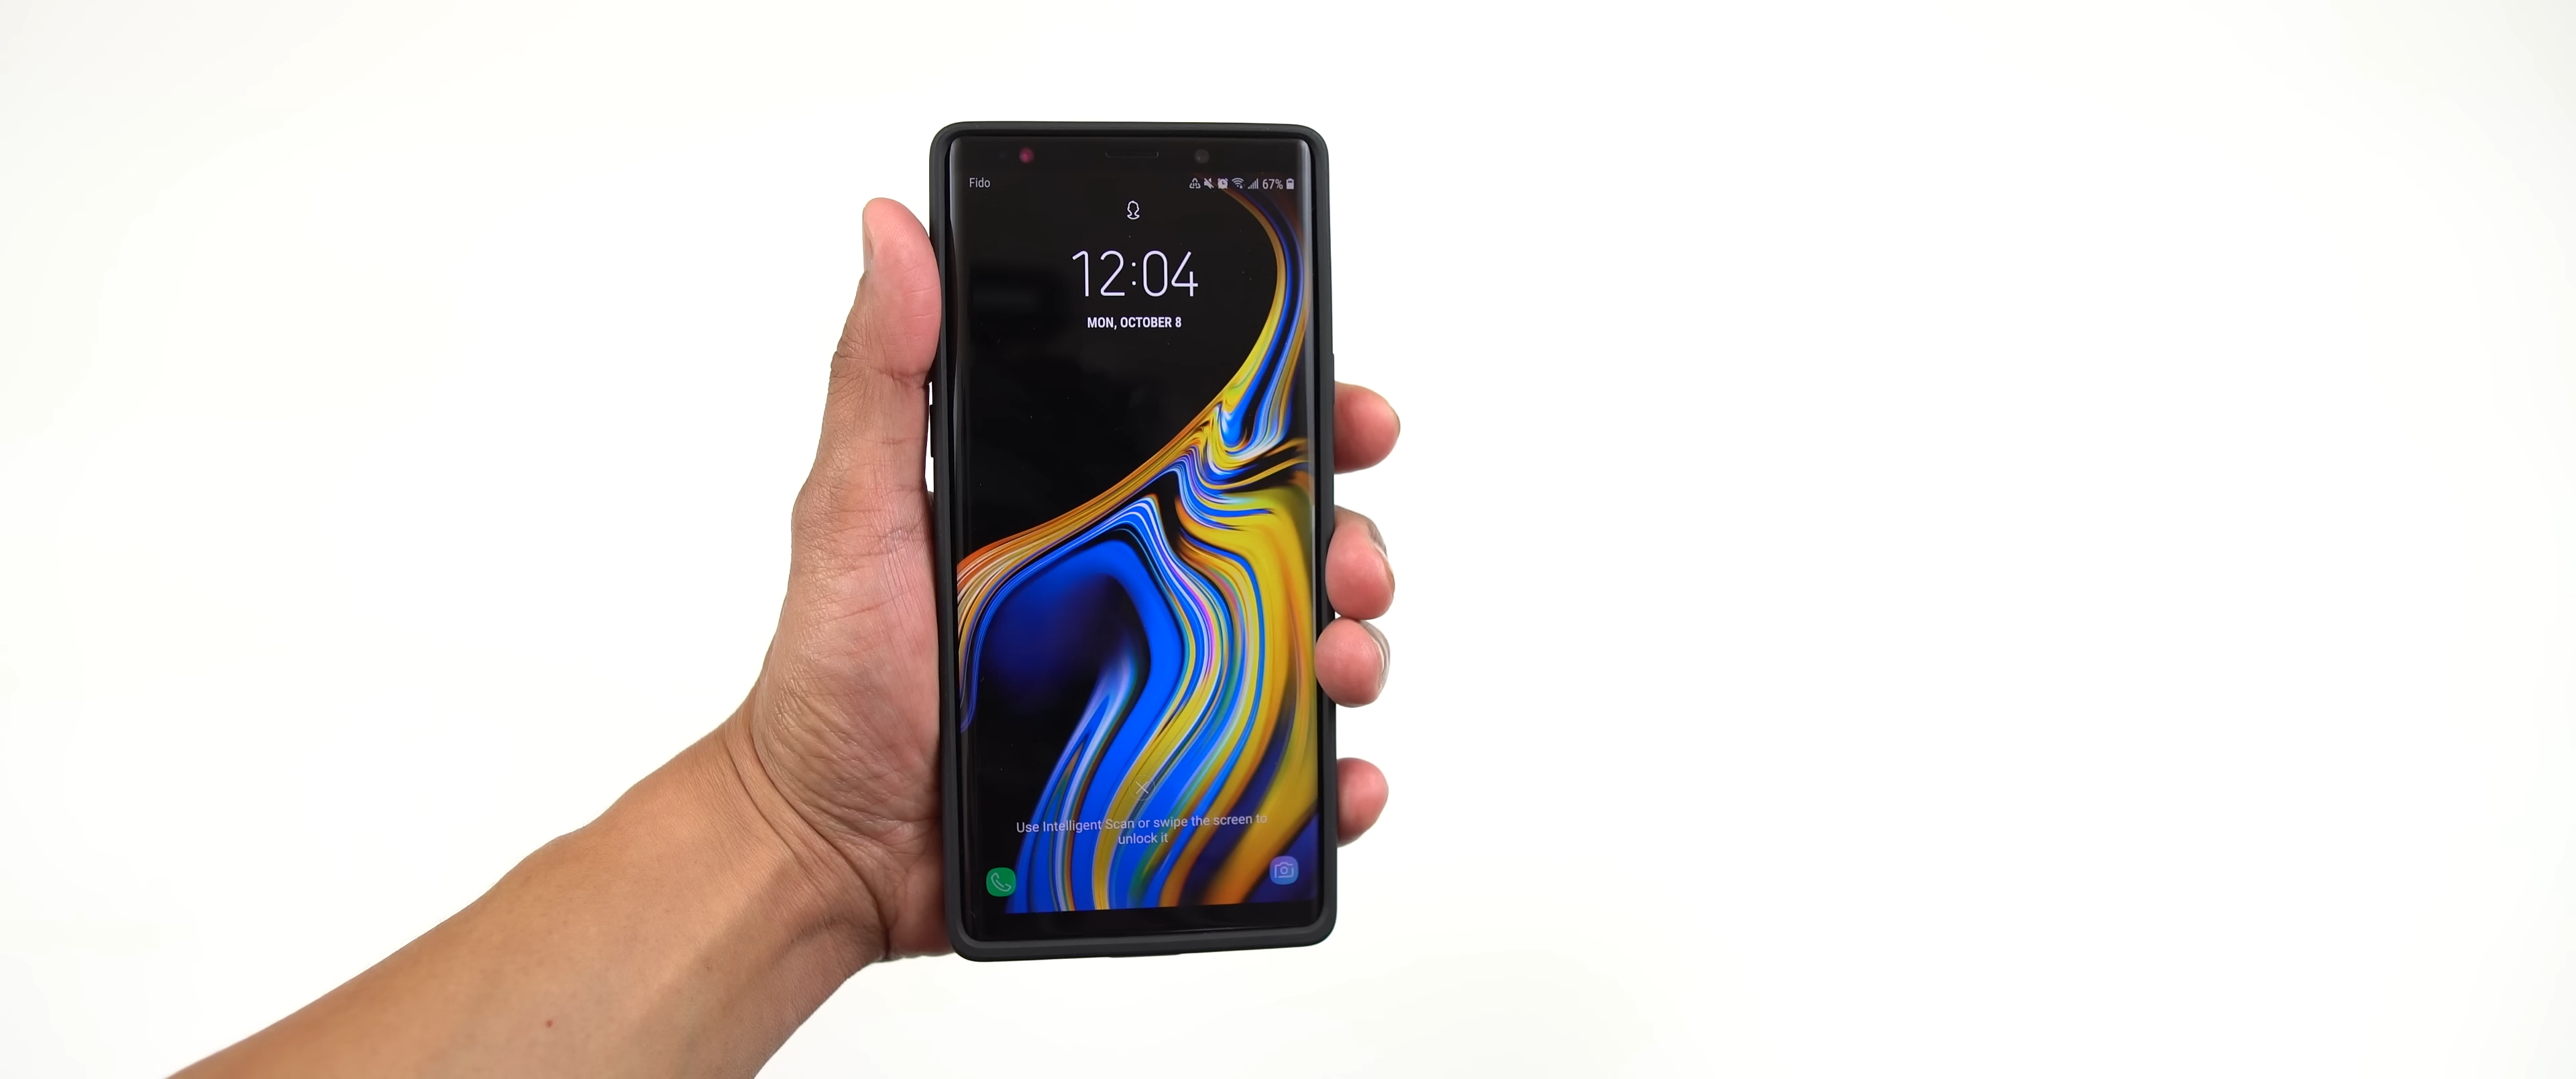 Fido
67%
12:04
MON, OCTOBER 8
Use Intelligent Scan or swipe the screen to
unlock it